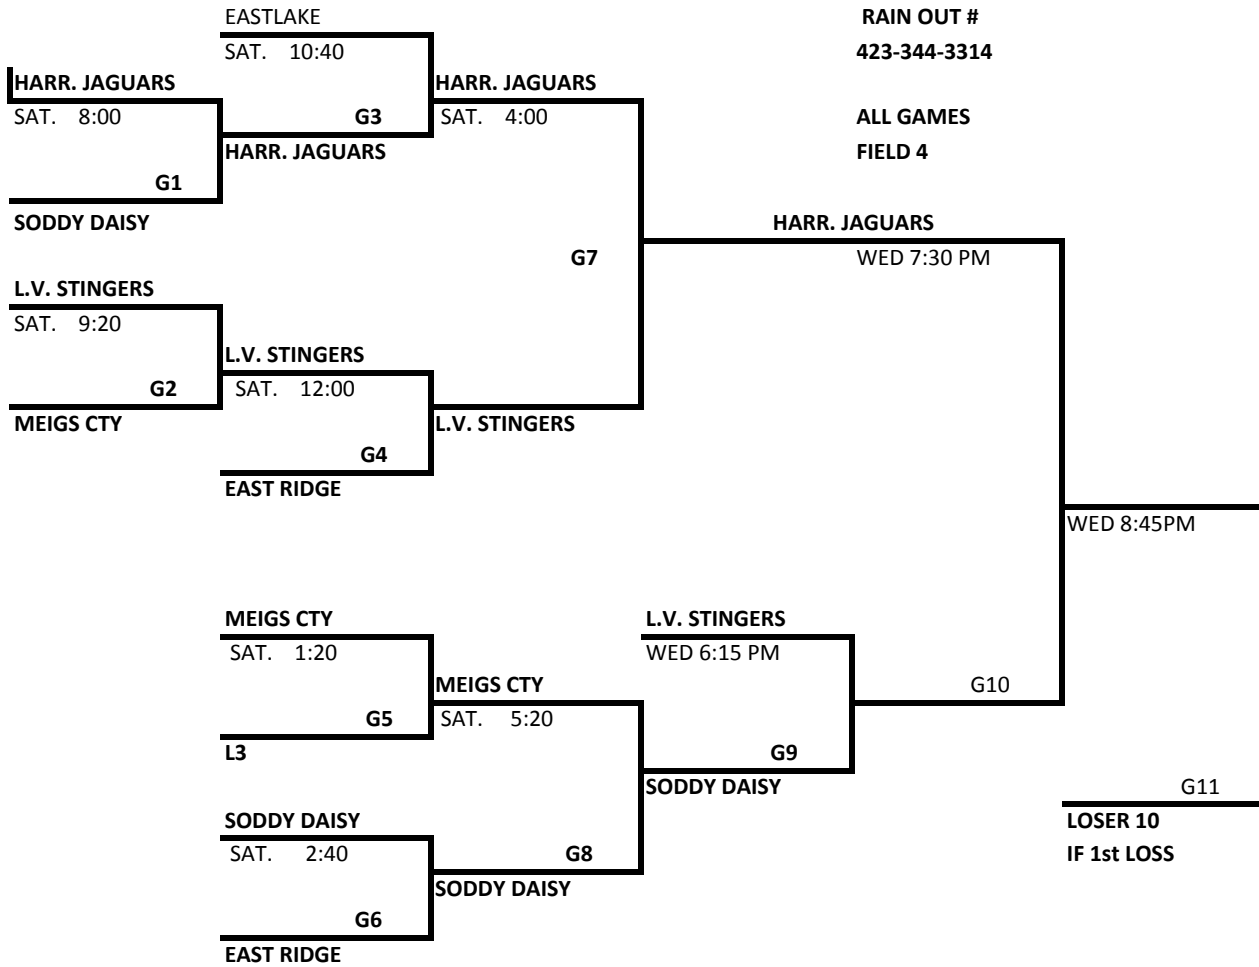 EASTLAKE
RAIN OUT #
SAT. 10:40
423-344-3314
HARR. JAGUARS
HARR. JAGUARS
SAT. 8:00
G3
SAT. 4:00
ALL GAMES
HARR. JAGUARS
FIELD 4
G1
SODDY DAISY
HARR. JAGUARS
G7
WED 7:30 PM
L.V. STINGERS
SAT. 9:20
L.V. STINGERS
G2
SAT. 12:00
MEIGS CTY
L.V. STINGERS
G4
EAST RIDGE
WED 8:45PM
MEIGS CTY
L.V. STINGERS
SAT. 1:20
WED 6:15 PM
MEIGS CTY
G10
G5
SAT. 5:20
L3
G9
SODDY DAISY
G11
SODDY DAISY
LOSER 10
SAT. 2:40
G8
IF 1st LOSS
SODDY DAISY
G6
EAST RIDGE